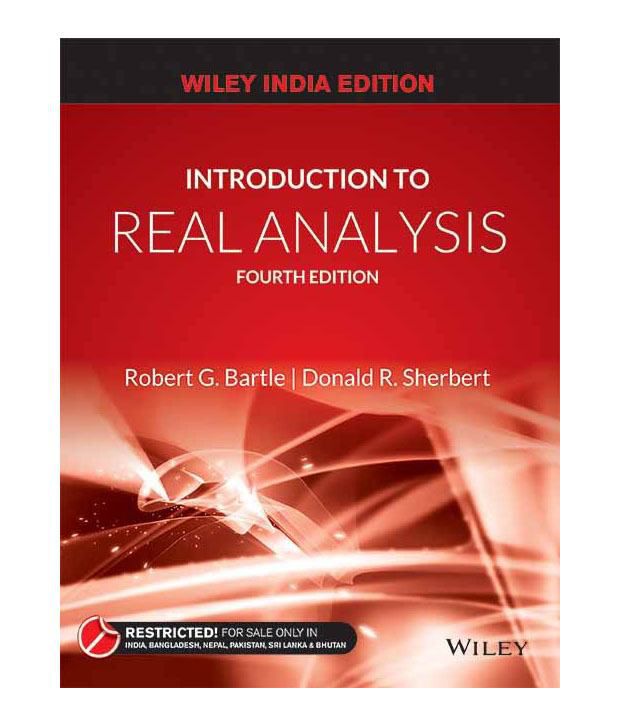 WILEY INDIA EDITION
INTRODUCTION TO
REAL ANALYSIS
FOURTH EDITION
Robert G. Bartle | Donald R. Sherbert
RESTRICTED! FOR SALE ONLY IN
INDIA, BANGLADESH, NEPAL, PAKISTAN, SRI LANKA & BHUTAN
WILEY